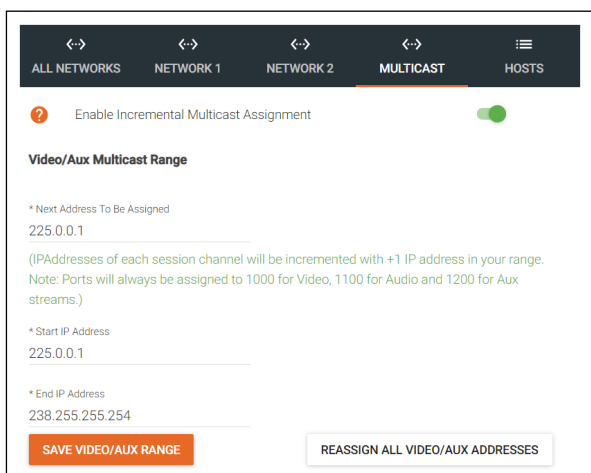 ALL NETWORKS NETWORK 1 NETWORK 2 MULTICAST HOSTS
? Enable Incremental Multicast Assignment
Video/Aux Multicast Range
* Next Address To Be Assigned
225.0.0.1
(IPAddresses of each session channel will be incremented with +1 IP address in your range.
Note: Ports will always be assigned to 1000 for Video, 1100 for Audio and 1200 for Aux
streams.)
* Start IP Address
225.0.0.1
* End IP Address
238.255.255.254
SAVE VIDEO/AUX RANGE REASSIGN ALL VIDEO/AUX ADDRESSES